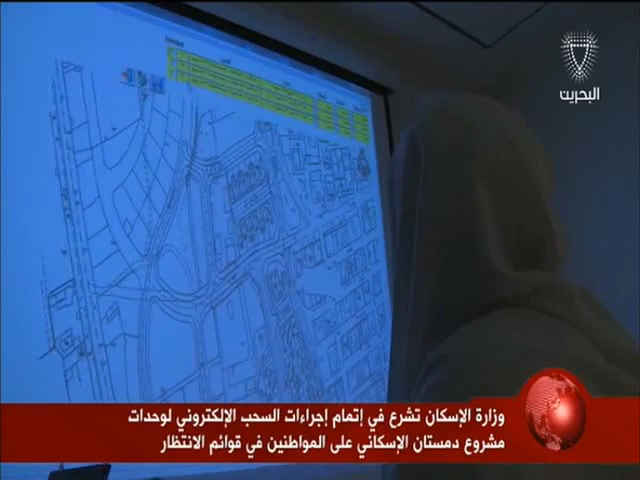 البحرين
وزارة الإسكان تشرع في إتمام إجراءات السحب الإلكتروني لوحدات
مشروع دمستان الإسكاني على المواطنين في قوائم الانتظار